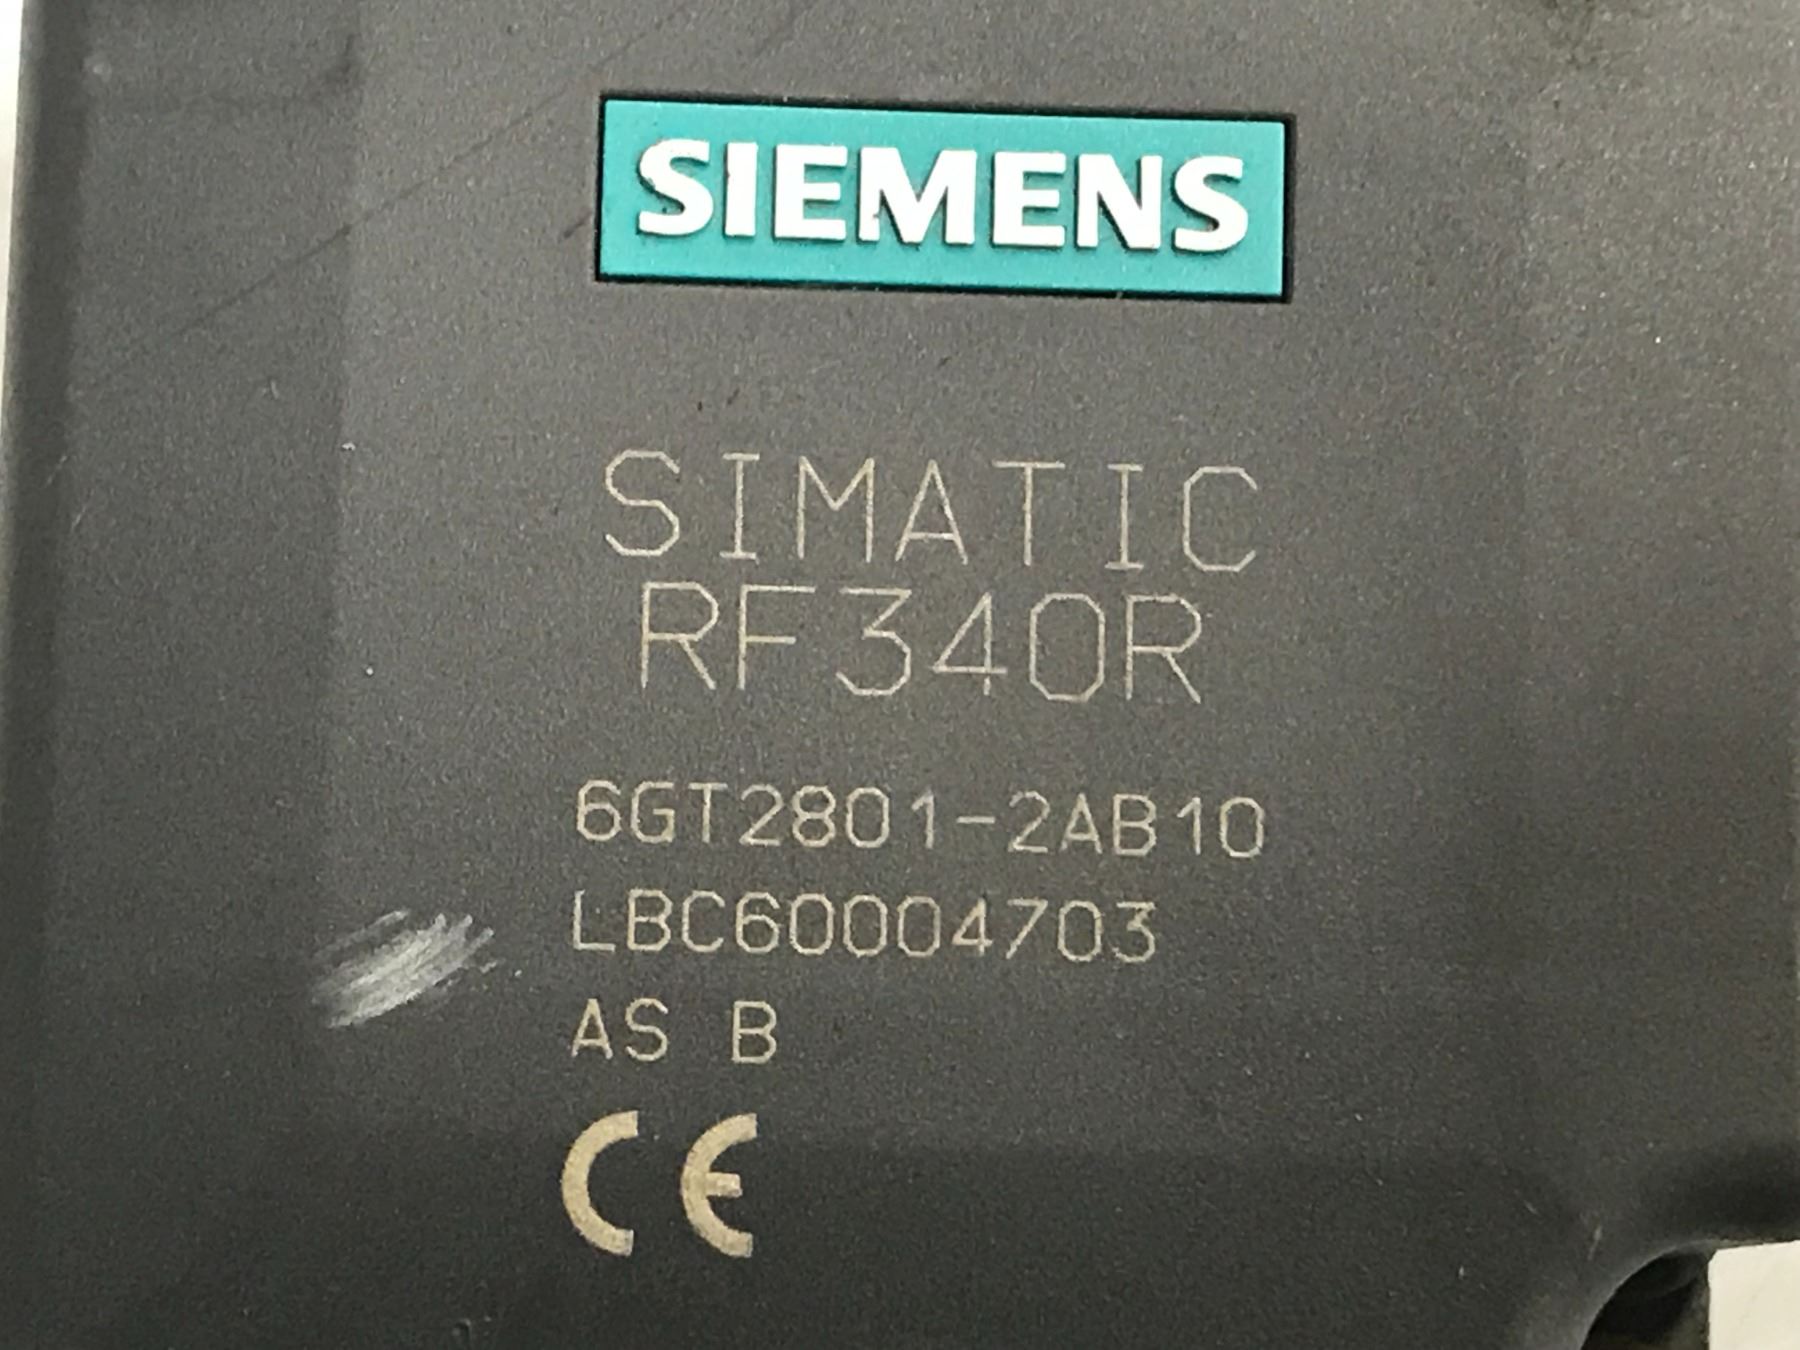 SIEMENS
SIMATIC
RF340R
6GT2801-2AB10
LBC60004703
AS B
CE